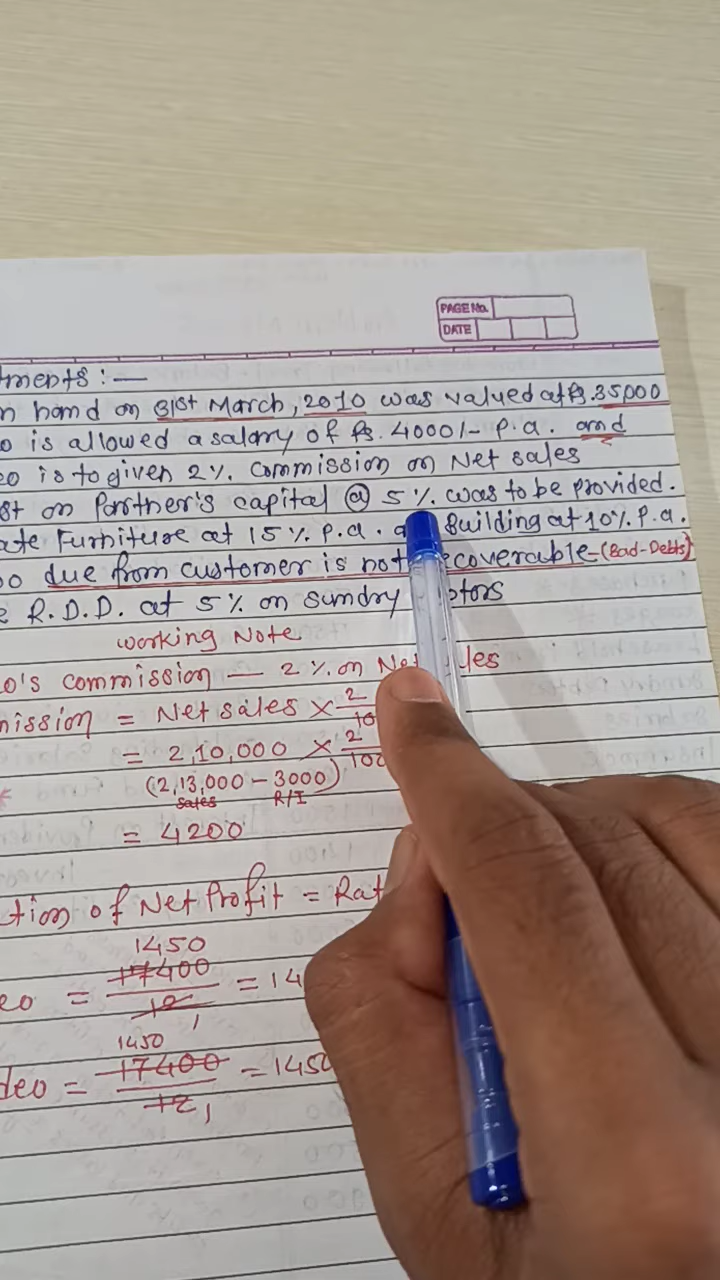 PAGE No.
DATE
tments :—
n hand on 31st March, 2010 was valued at ₨.35000
o is allowed a salary of ₨. 4000/- p.a. and
eo is to given 2%. Commission on Net sales
st on Partner's capital @ 5%. was to be provided.
ate Furniture at 15%. p.a. Building at 10%. p.a.
o due from customer is not ecoverable-(Bad-Debts)
e R.D.D. at 5% on Sundry tors
Working Note
o's commission — 2%. on Ne les
mission = Net sales × 2/10
= 2,10,000 × 2/100
(2,13,000 – 3000)
sales R/I
= 4200
tion of Net Profit = Rat
1450
eo = 17400/12 = 14
1
1450
deo = 17400/12 = 1450
1